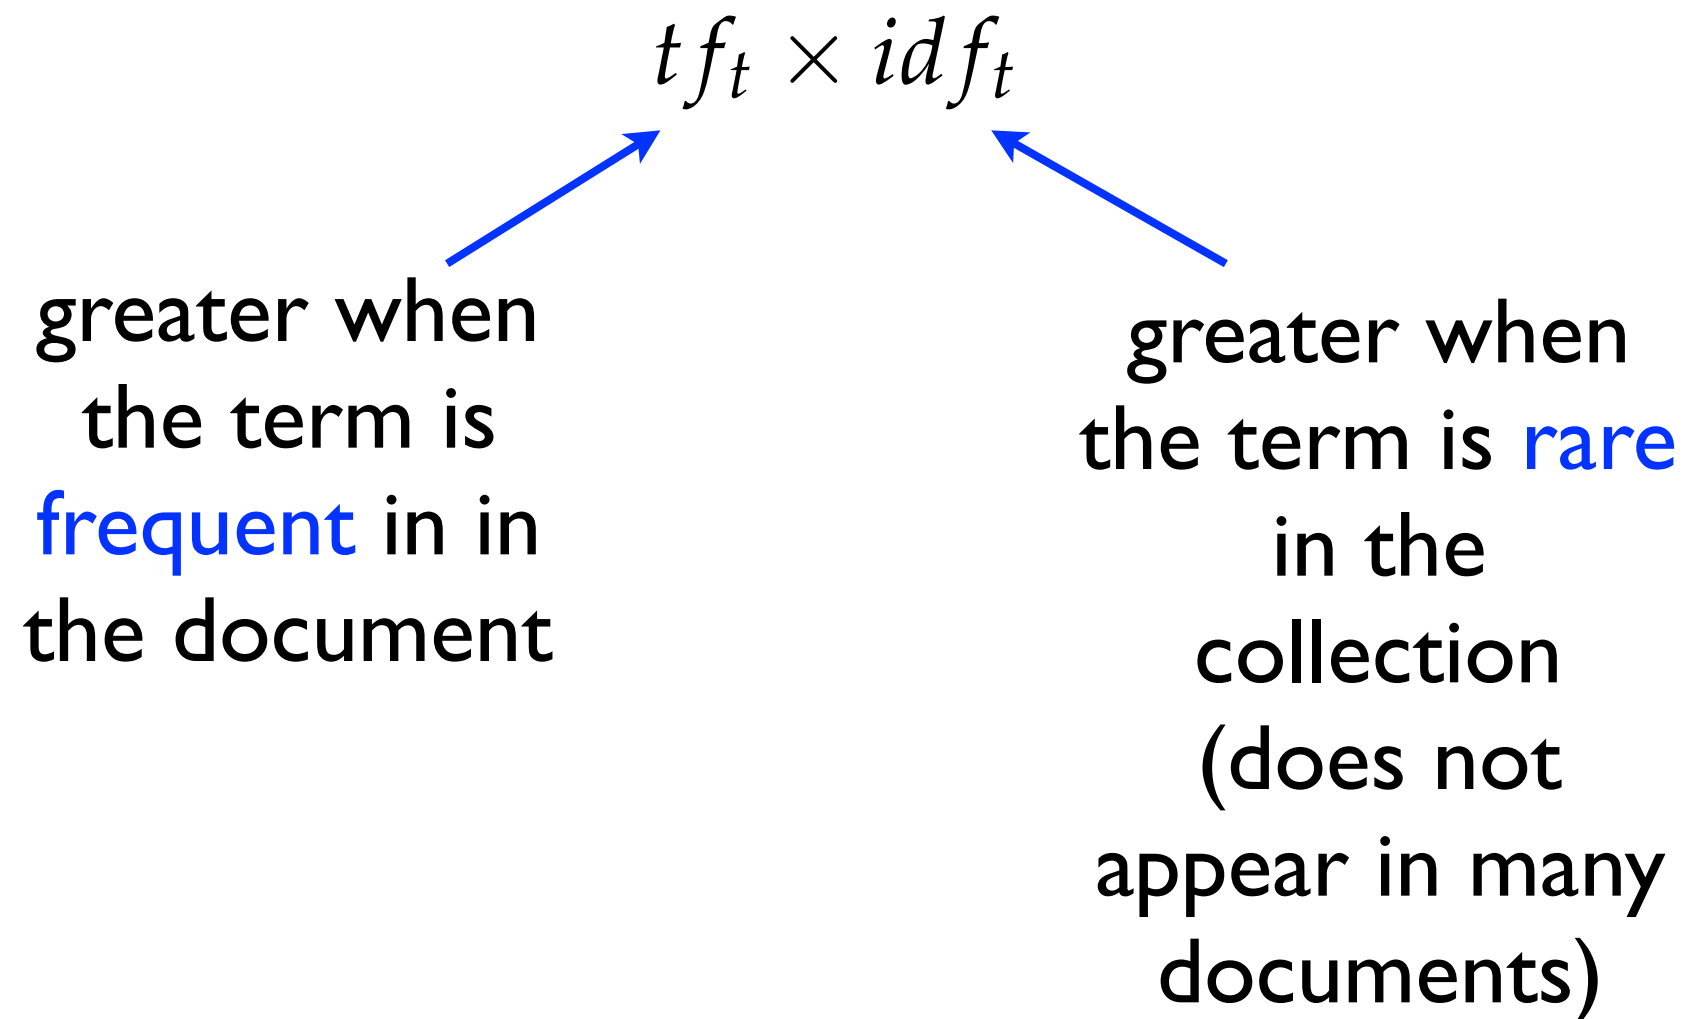 tf_t × idf_t
greater when
the term is
frequent in in
the document
greater when
the term is rare
in the
collection
(does not
appear in many
documents)